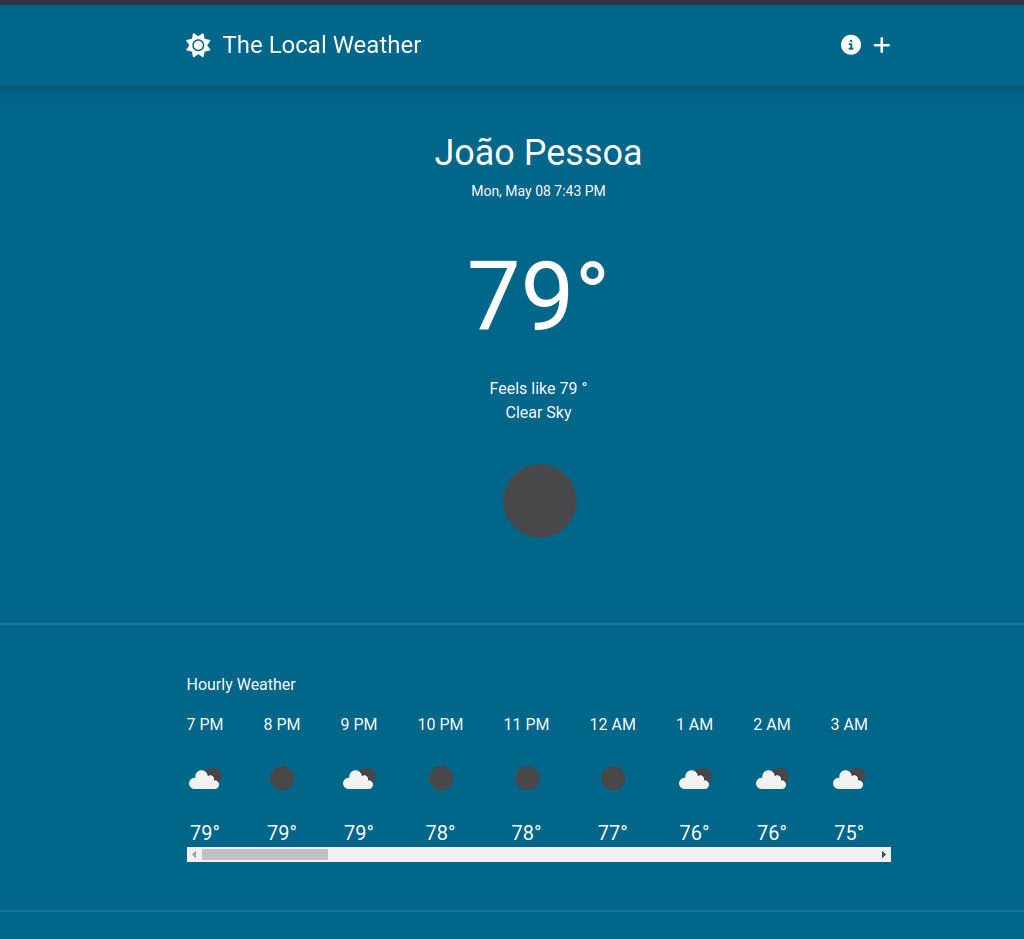 The Local Weather
João Pessoa
Mon, May 08 7:43 PM
79°
Feels like 79 °
Clear Sky
Hourly Weather
7 PM 8 PM 9 PM 10 PM 11 PM 12 AM 1 AM 2 AM 3 AM
79° 79° 79° 78° 78° 77° 76° 76° 75°